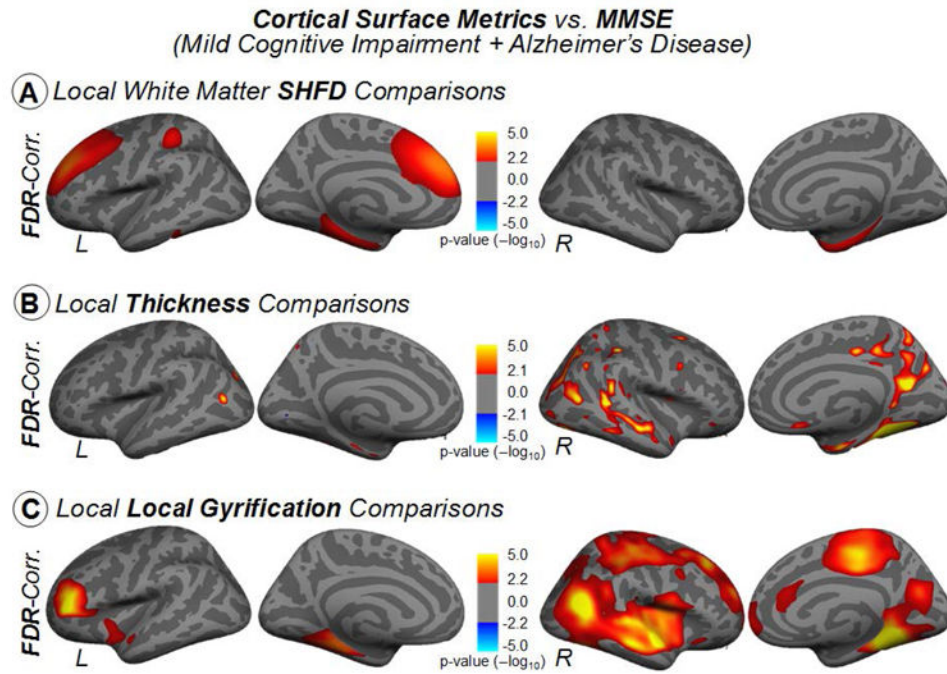 Cortical Surface Metrics vs. MMSE
(Mild Cognitive Impairment + Alzheimer's Disease)
A Local White Matter SHFD Comparisons
FDR-Corr.
L
5.0
2.2
0.0
-2.2
-5.0
p-value (–log10)
R
B Local Thickness Comparisons
FDR-Corr.
L
5.0
2.1
0.0
-2.1
-5.0
p-value (–log10)
R
C Local Local Gyrification Comparisons
FDR-Corr.
L
5.0
2.2
0.0
-2.2
-5.0
p-value (–log10)
R